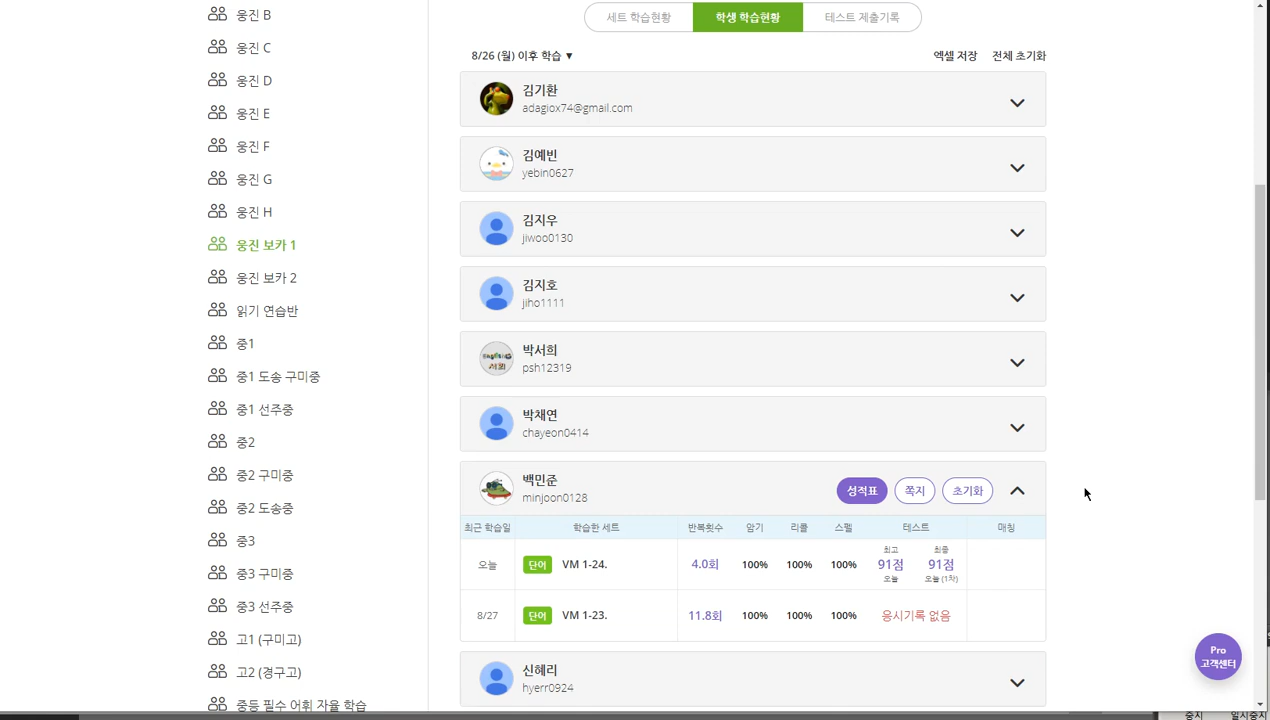 웅진 B
웅진 C
웅진 D
웅진 E
웅진 F
웅진 G
웅진 H
웅진 보카 1
웅진 보카 2
읽기 연습반
중1
중1 도송 구미중
중1 선주중
중2
중2 구미중
중2 도송중
중3
중3 구미중
중3 선주중
고1 (구미고)
고2 (경구고)
중등 필수 어휘 자율 학습
세트 학습현황 학생 학습현황 테스트 제출기록
8/26 (월) 이후 학습 ▼ 엑셀 저장 전체 초기화
김기환
adagiox74@gmail.com
김예빈
yebin0627
김지우
jiwoo0130
김지호
jiho1111
박서희
psh12319
박채연
chayeon0414
백민준
minjoon0128
성적표 쪽지 초기화
최근 학습일 학습한 세트 반복횟수 암기 리콜 스펠 테스트 매칭
오늘 단어 VM 1-24. 4.0회 100% 100% 100% 최고 91점 오늘 최종 91점 오늘 (1차)
8/27 단어 VM 1-23. 11.8회 100% 100% 100% 응시기록 없음
신혜리
hyerr0924
Pro
고객센터
중지 일시중지